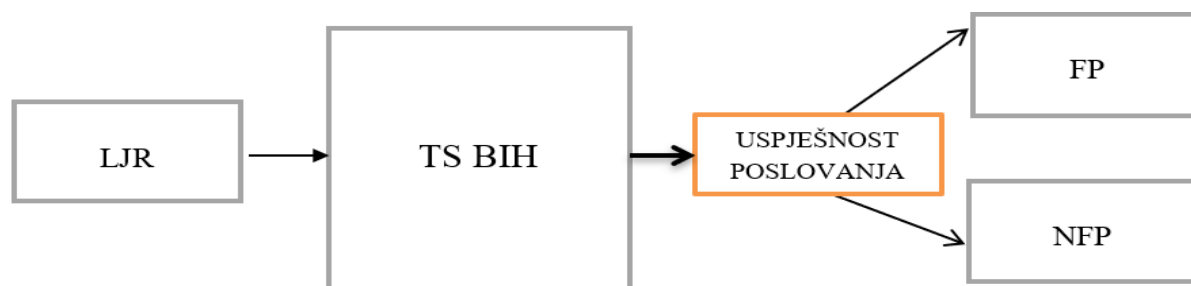 LJR
TS BIH
USPJEŠNOST
POSLOVANJA
FP
NFP